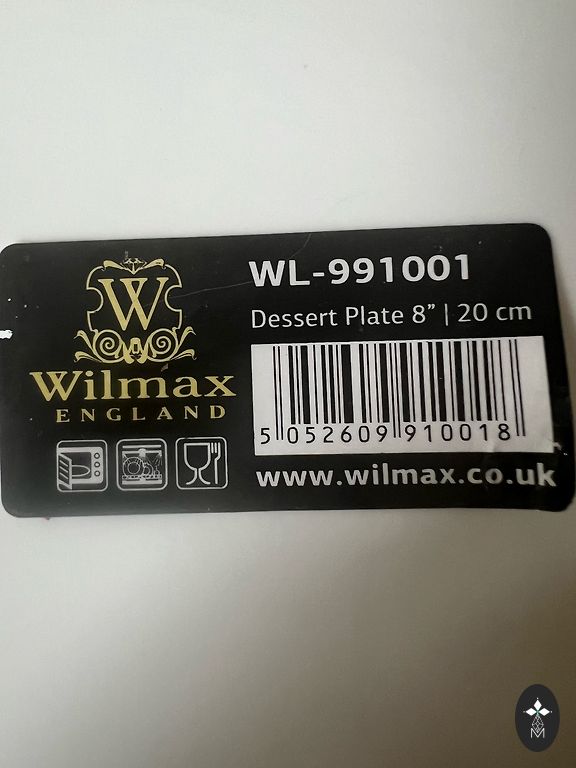 W
Wilmax
ENGLAND
WL-991001
Dessert Plate 8” | 20 cm
5 052609 910018
www.wilmax.co.uk
M